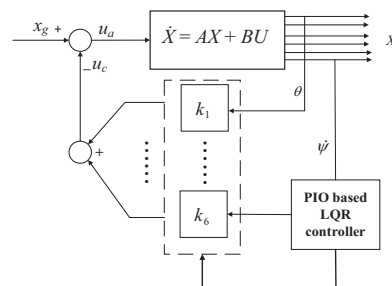 x_g + u_a
Ẋ = AX + BU
X
_u_c
θ
k_1
+
ψ̇
k_6
PIO based
LQR
controller